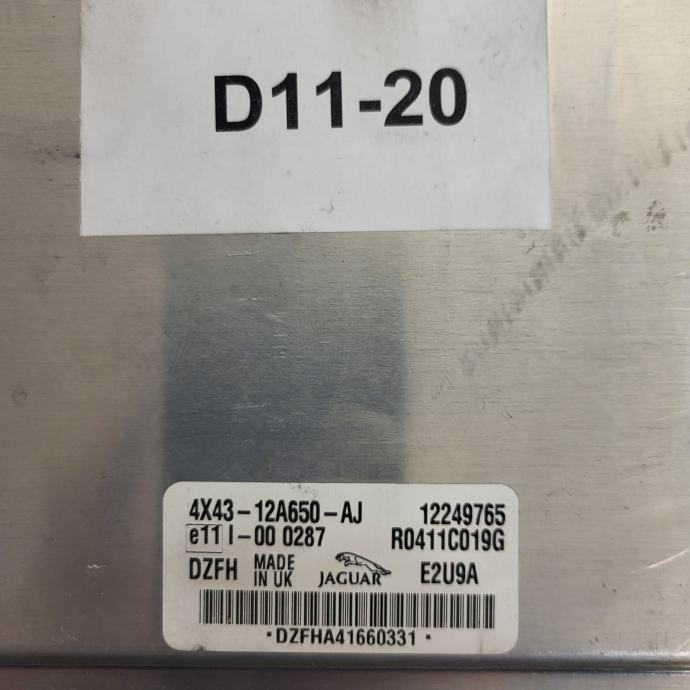 D11-20
4X43-12A650-AJ 12249765
e11 I-00 0287 R0411C019G
DZFH MADE IN UK JAGUAR E2U9A
·DZFHA41660331·